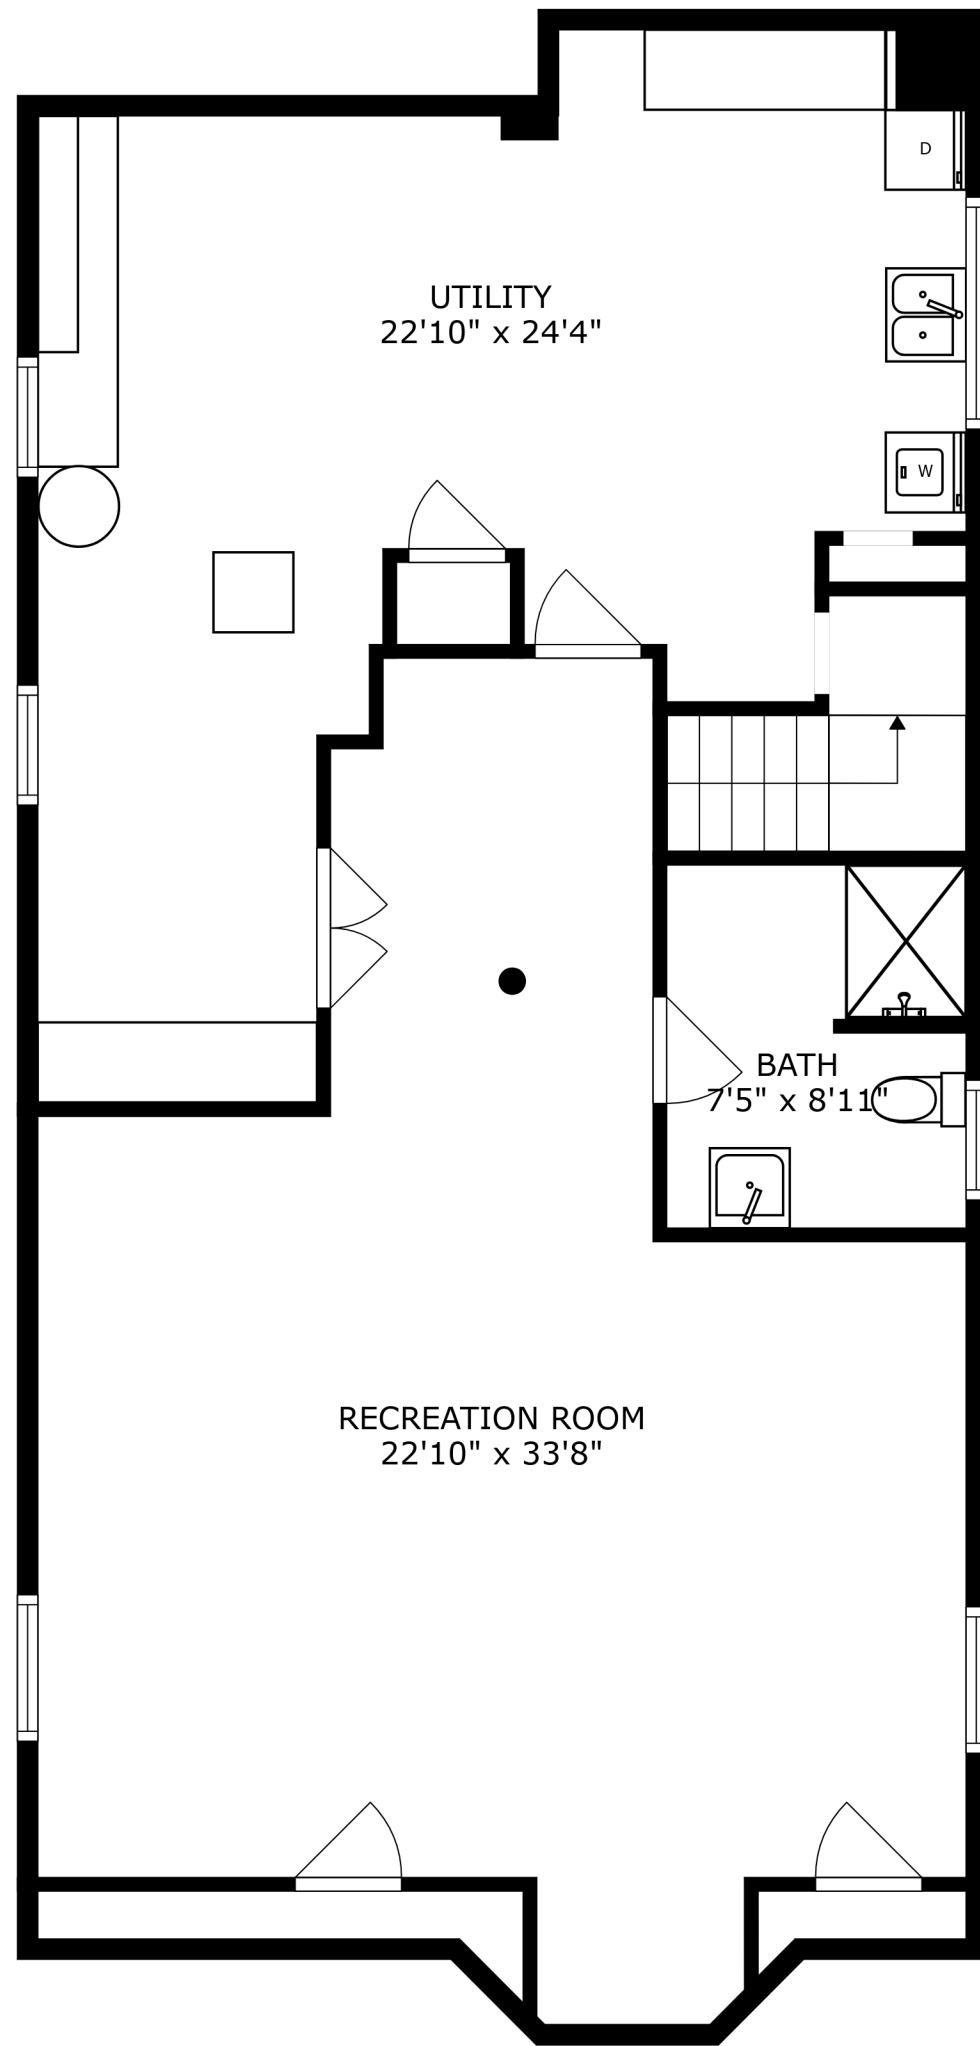 D
UTILITY
22'10" x 24'4"
W
BATH
7'5" x 8'11"
RECREATION ROOM
22'10" x 33'8"